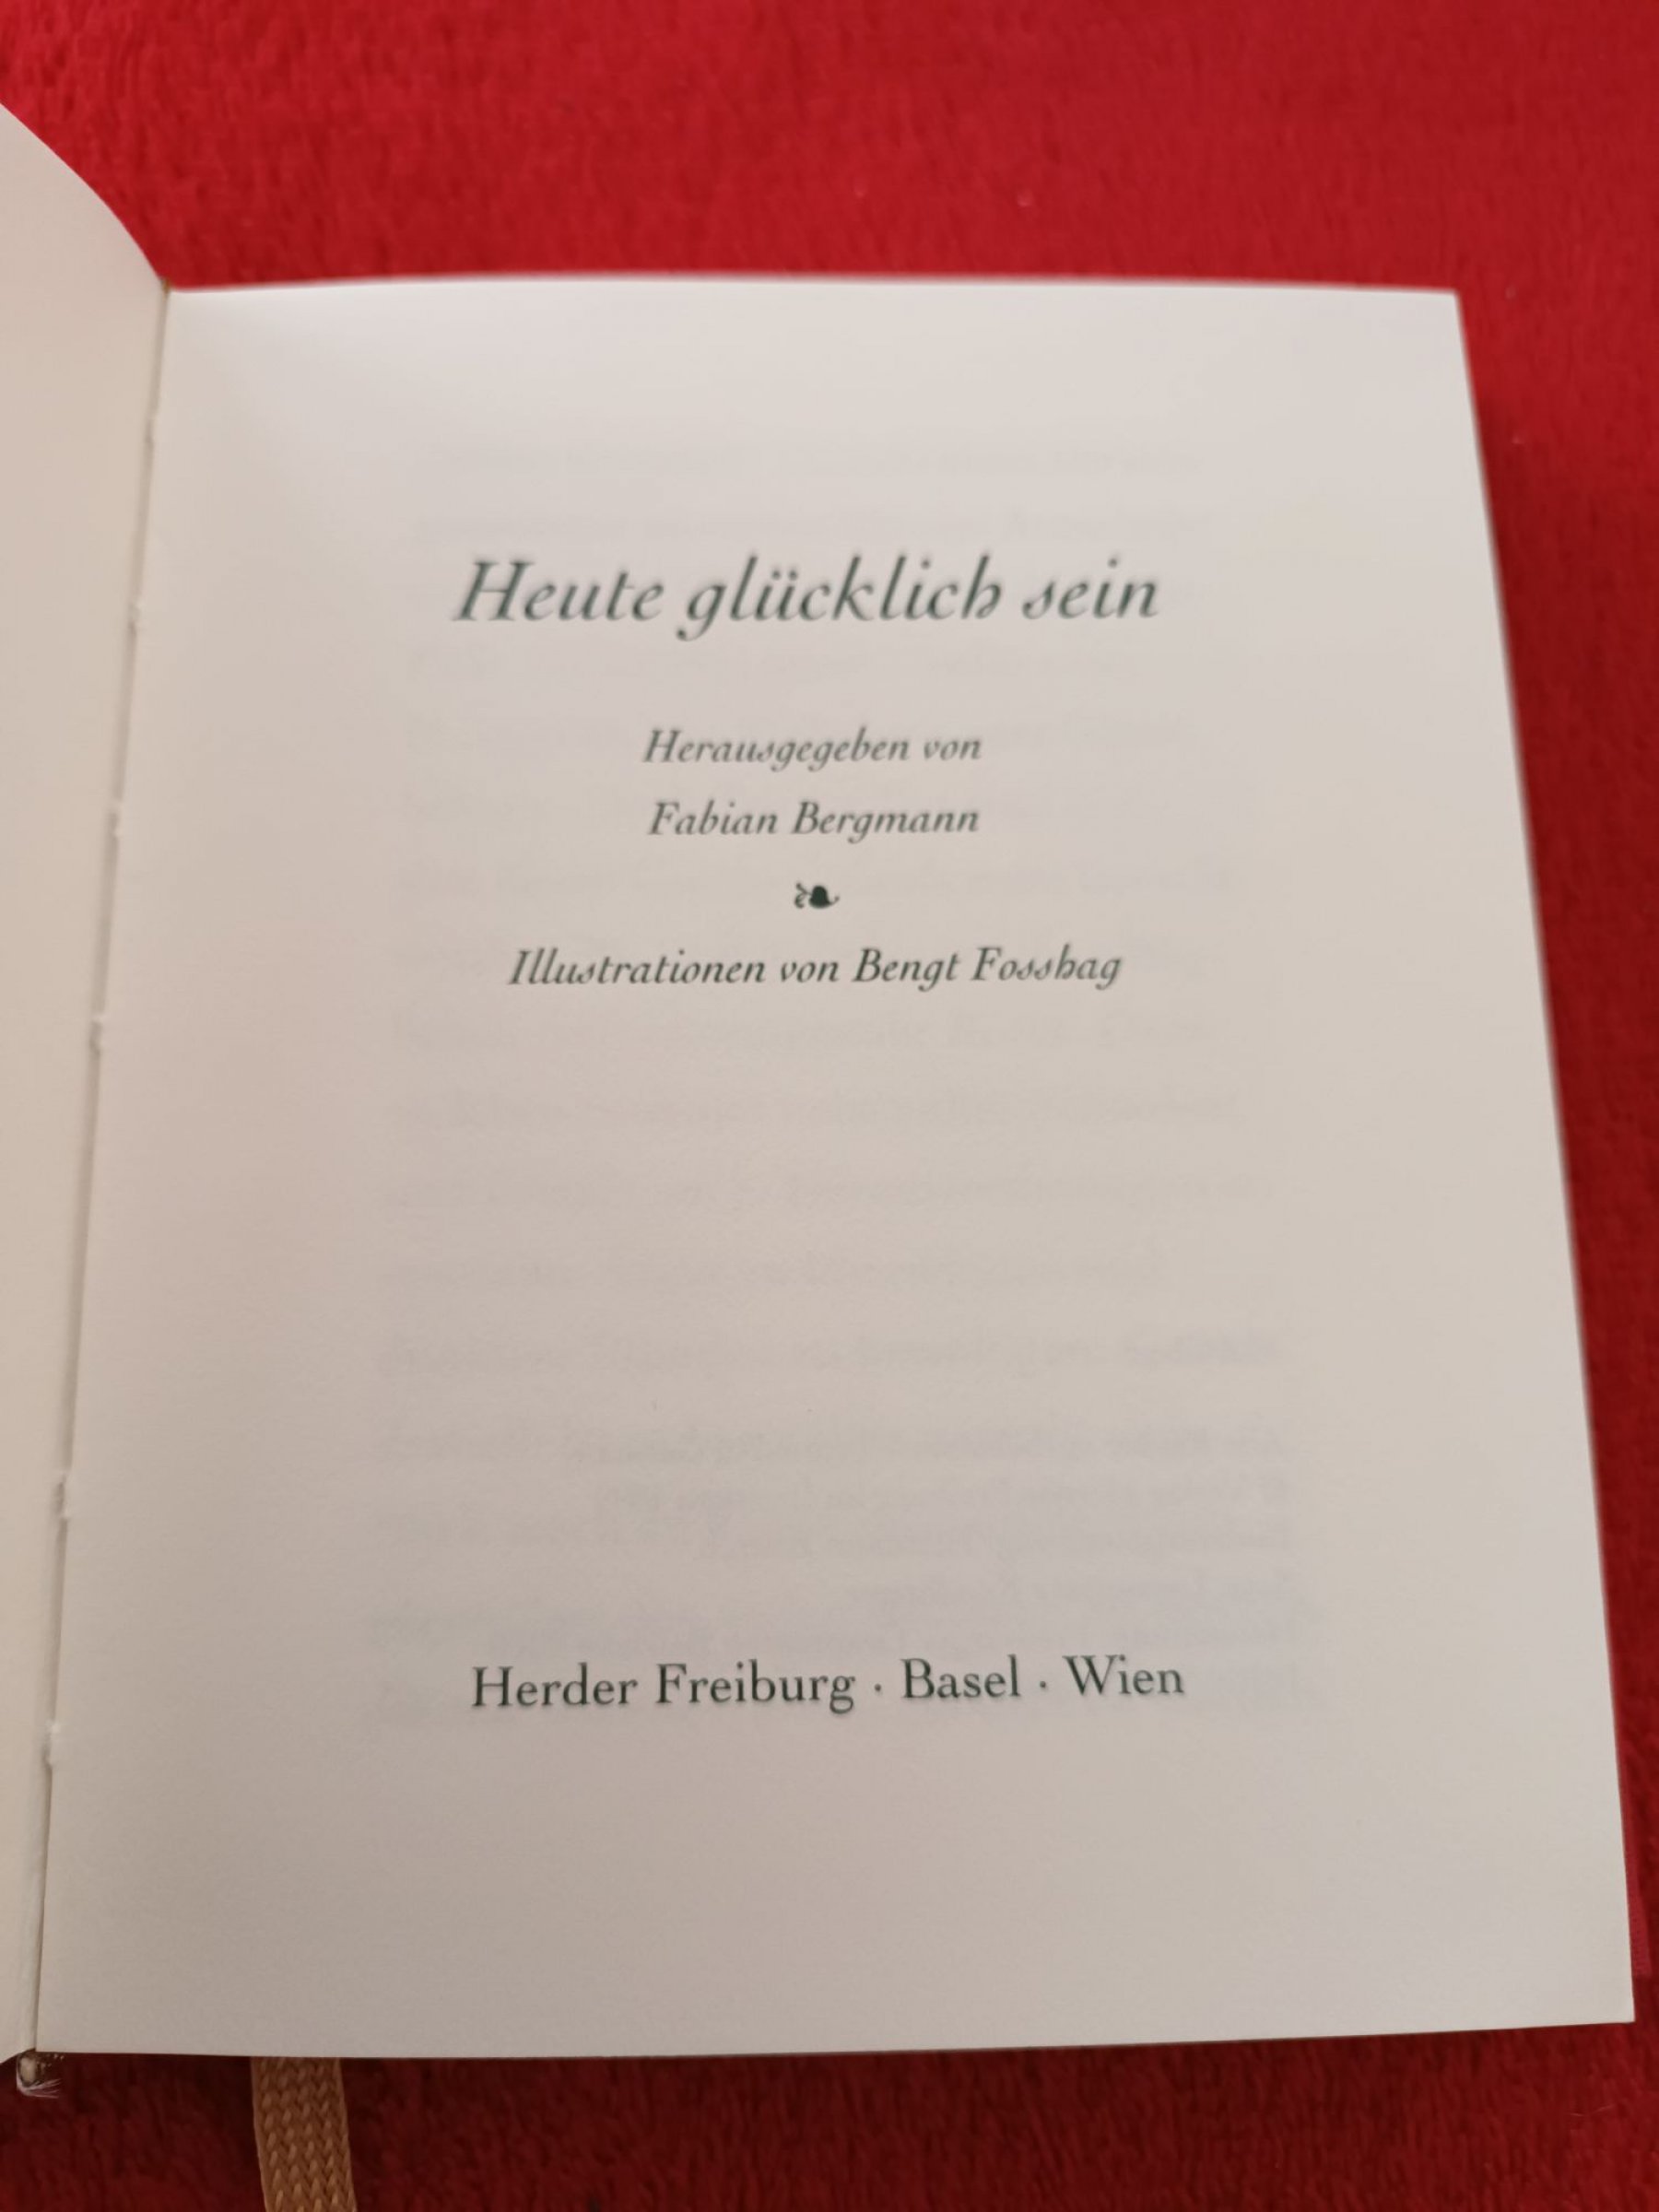 Heute glücklich sein
Herausgegeben von
Fabian Bergmann
❧
Illustrationen von Bengt Fosshag
Herder Freiburg · Basel · Wien